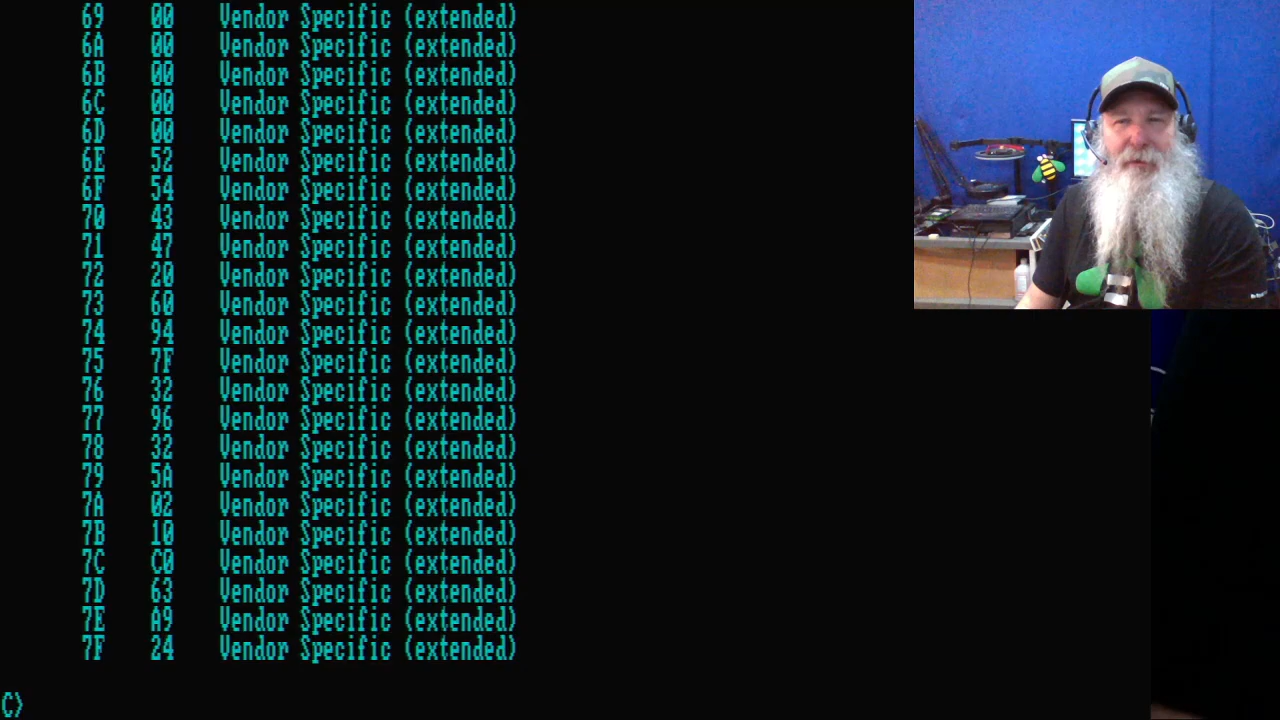 69 00 Vendor Specific (extended)
6A 00 Vendor Specific (extended)
6B 00 Vendor Specific (extended)
6C 00 Vendor Specific (extended)
6D 00 Vendor Specific (extended)
6E 52 Vendor Specific (extended)
6F 54 Vendor Specific (extended)
70 43 Vendor Specific (extended)
71 47 Vendor Specific (extended)
72 20 Vendor Specific (extended)
73 60 Vendor Specific (extended)
74 94 Vendor Specific (extended)
75 7F Vendor Specific (extended)
76 32 Vendor Specific (extended)
77 96 Vendor Specific (extended)
78 32 Vendor Specific (extended)
79 5A Vendor Specific (extended)
7A 02 Vendor Specific (extended)
7B 10 Vendor Specific (extended)
7C C0 Vendor Specific (extended)
7D 63 Vendor Specific (extended)
7E A9 Vendor Specific (extended)
7F 24 Vendor Specific (extended)
C>